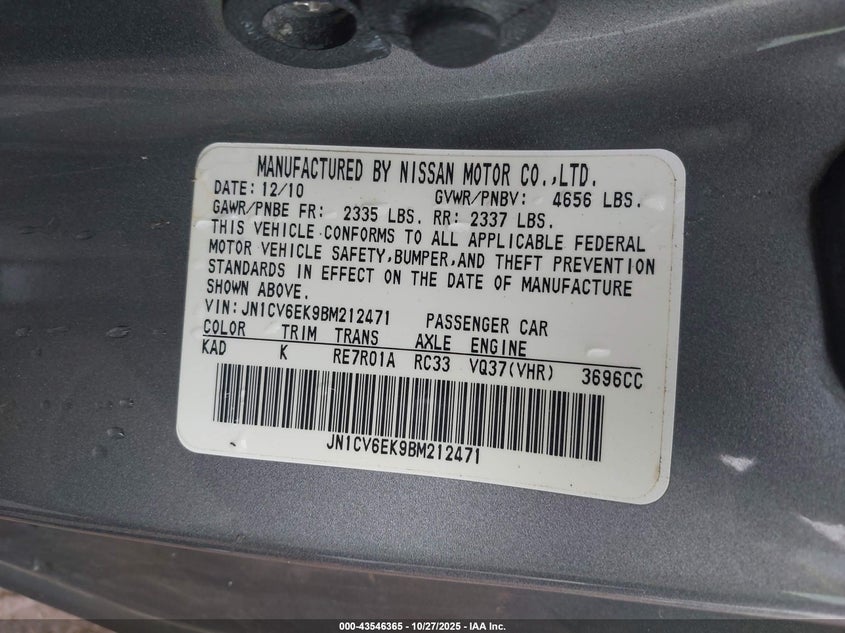 MANUFACTURED BY NISSAN MOTOR CO.,LTD.
DATE: 12/10 GVWR/PNBV: 4656 LBS.
GAWR/PNBE FR: 2335 LBS. RR: 2337 LBS.
THIS VEHICLE CONFORMS TO ALL APPLICABLE FEDERAL
MOTOR VEHICLE SAFETY,BUMPER,AND THEFT PREVENTION
STANDARDS IN EFFECT ON THE DATE OF MANUFACTURE
SHOWN ABOVE.
VIN:JN1CV6EK9BM212471 PASSENGER CAR
COLOR TRIM TRANS AXLE ENGINE
KAD K RE7R01A RC33 VQ37(VHR) 3696CC
JN1CV6EK9BM212471
000-43546365 | 10/27/2025 | IAA Inc.